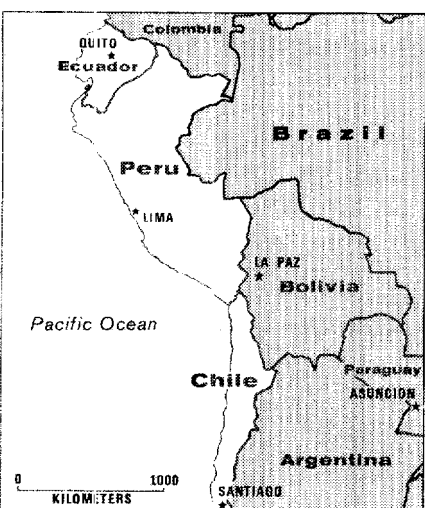 Colombia
QUITO
Ecuador
Brazil
Peru
LIMA
LA PAZ
Bolivia
Pacific Ocean
Chile
Paraguay
ASUNCION
Argentina
0 1000
KILOMETERS
SANTIAGO